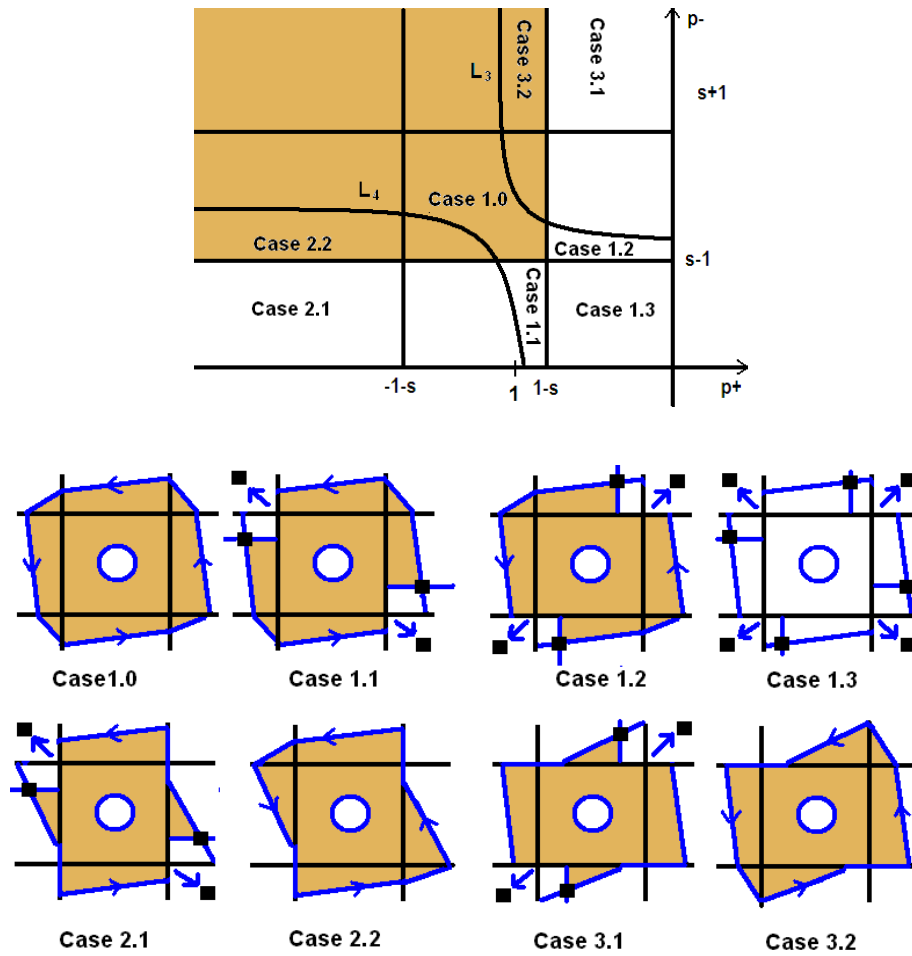 p-
Case 3.2
Case 3.1
L3
s+1
L4
Case 1.0
Case 2.2
Case 1.2
s-1
Case 2.1
Case 1.1
Case 1.3
-1-s
1
1-s
p+
Case1.0
Case 1.1
Case 1.2
Case 1.3
Case 2.1
Case 2.2
Case 3.1
Case 3.2